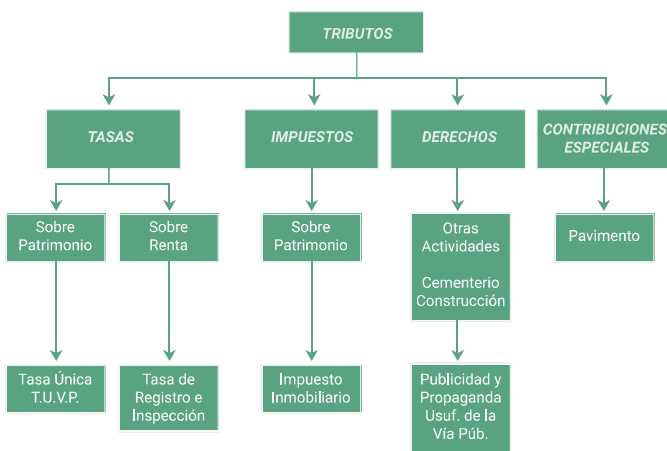 TRIBUTOS
TASAS
IMPUESTOS
DERECHOS
CONTRIBUCIONES
ESPECIALES
Sobre
Patrimonio
Sobre
Renta
Sobre
Patrimonio
Otras
Actividades
Cementerio
Construcción
Pavimento
Tasa Única
T.U.V.P.
Tasa de
Registro e
Inspección
Impuesto
Inmobiliario
Publicidad y
Propaganda
Usuf. de la
Vía Púb.